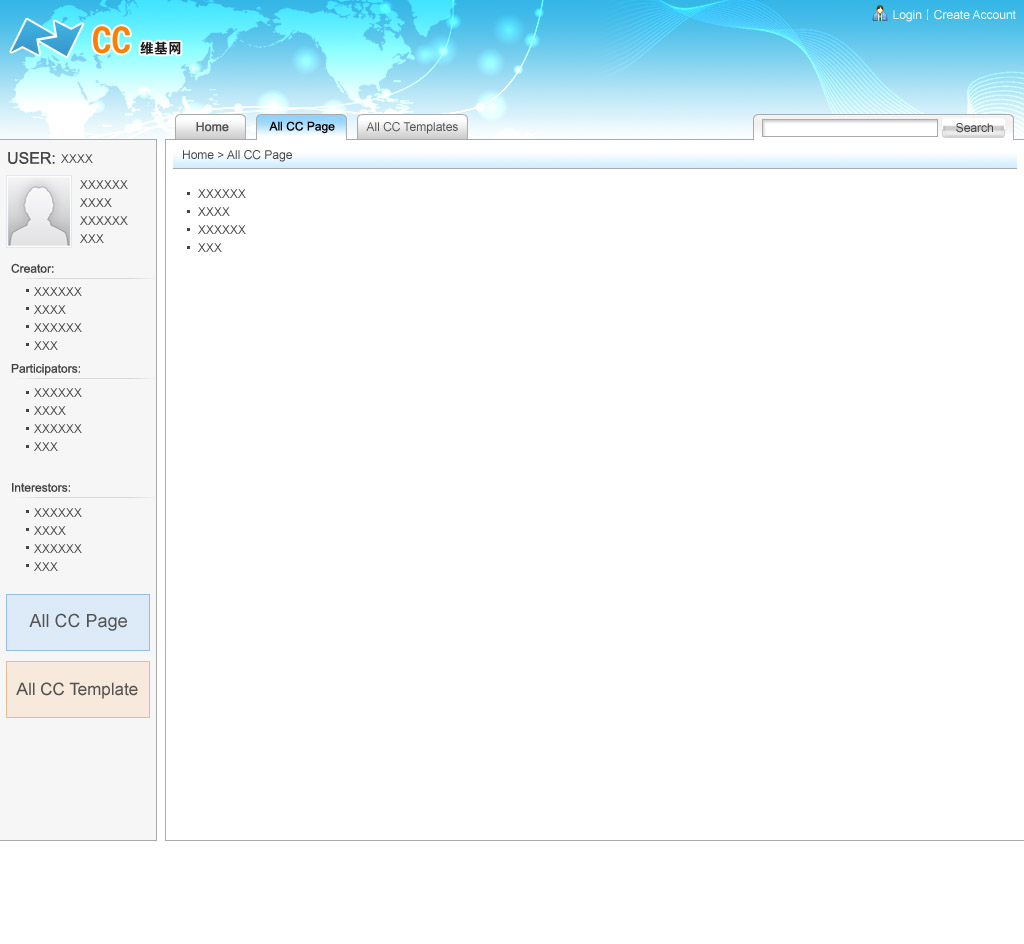 Login | Create Account
CC 维基网
Home
All CC Page
All CC Templates
Search
USER: XXXX
XXXXXX
XXXX
XXXXXX
XXX
Creator:
XXXXXX
XXXX
XXXXXX
XXX
Participators:
XXXXXX
XXXX
XXXXXX
XXX
Interestors:
XXXXXX
XXXX
XXXXXX
XXX
All CC Page
All CC Template
Home > All CC Page
XXXXXX
XXXX
XXXXXX
XXX